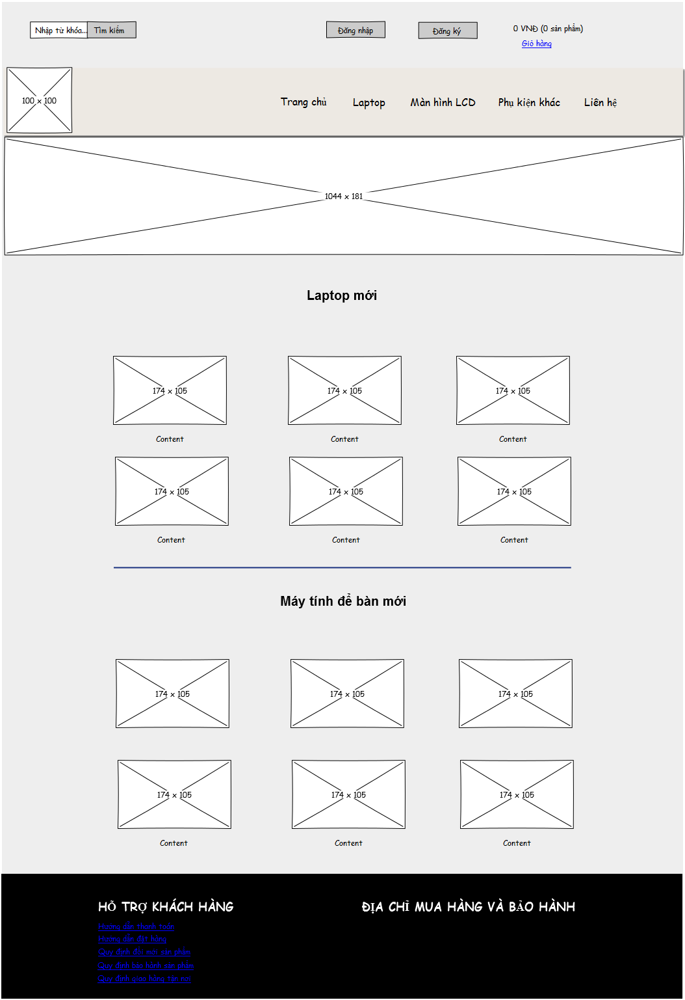 Nhập từ khóa... Tìm kiếm Đăng nhập Đăng ký 0 VNĐ (0 sản phẩm)
Giỏ hàng
100 x 100 Trang chủ Laptop Màn hình LCD Phụ kiện khác Liên hệ
1044 x 181
Laptop mới
174 x 105 174 x 105 174 x 105
Content Content Content
174 x 105 174 x 105 174 x 105
Content Content Content
Máy tính để bàn mới
174 x 105 174 x 105 174 x 105
174 x 105 174 x 105 174 x 105
Content Content Content
HỖ TRỢ KHÁCH HÀNG ĐỊA CHỈ MUA HÀNG VÀ BẢO HÀNH
Hướng dẫn thanh toán
Hướng dẫn đặt hàng
Quy định đổi mới sản phẩm
Quy định bảo hành sản phẩm
Quy định giao hàng tận nơi